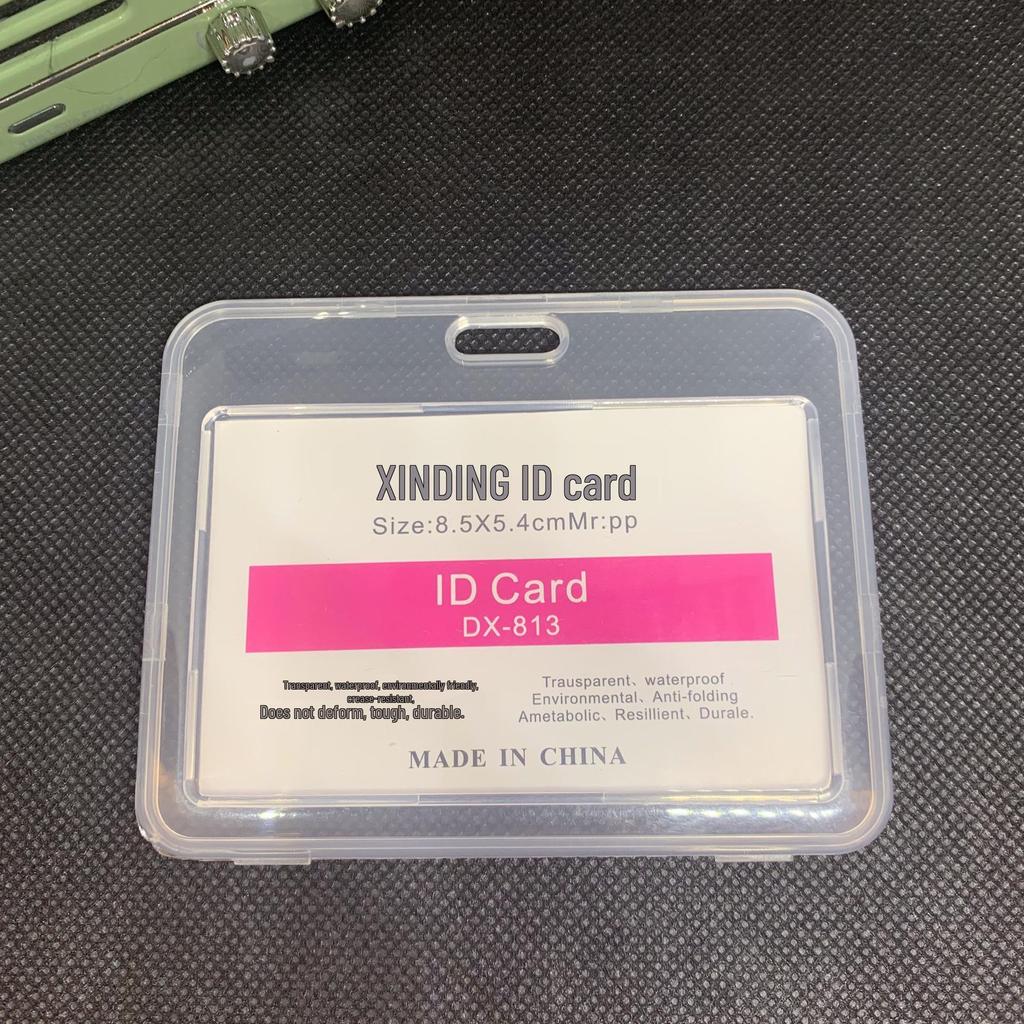 XINDING ID card
Size:8.5X5.4cmMr:pp
ID Card
DX-813
Transparent, waterproof, environmentally friendly,
crease-resistant,
Does not deform, tough, durable.
Trausparent、waterproof
Environmental、Anti-folding
Ametabolic、Resillient、Durale.
MADE IN CHINA